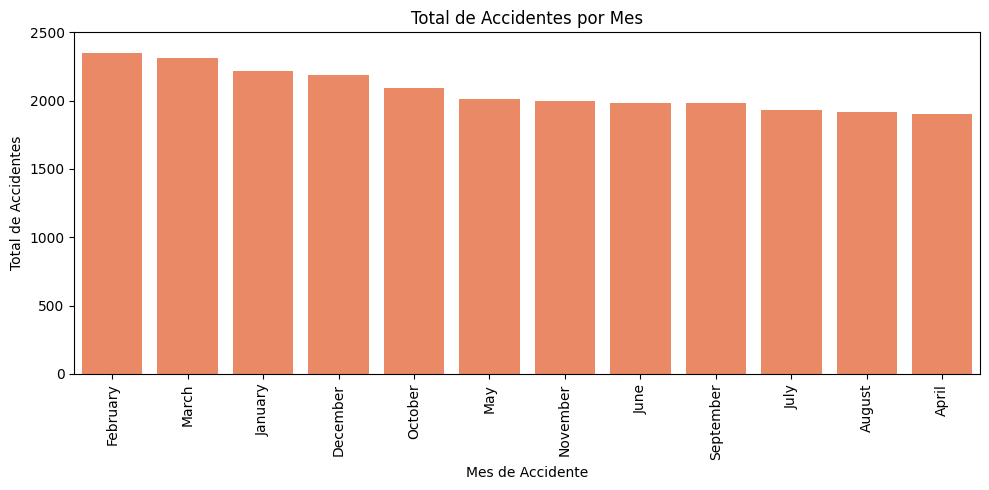 Total de Accidentes por Mes
Total de Accidentes
2500
2000
1500
1000
500
0
February
March
January
December
October
May
November
June
September
July
August
April
Mes de Accidente